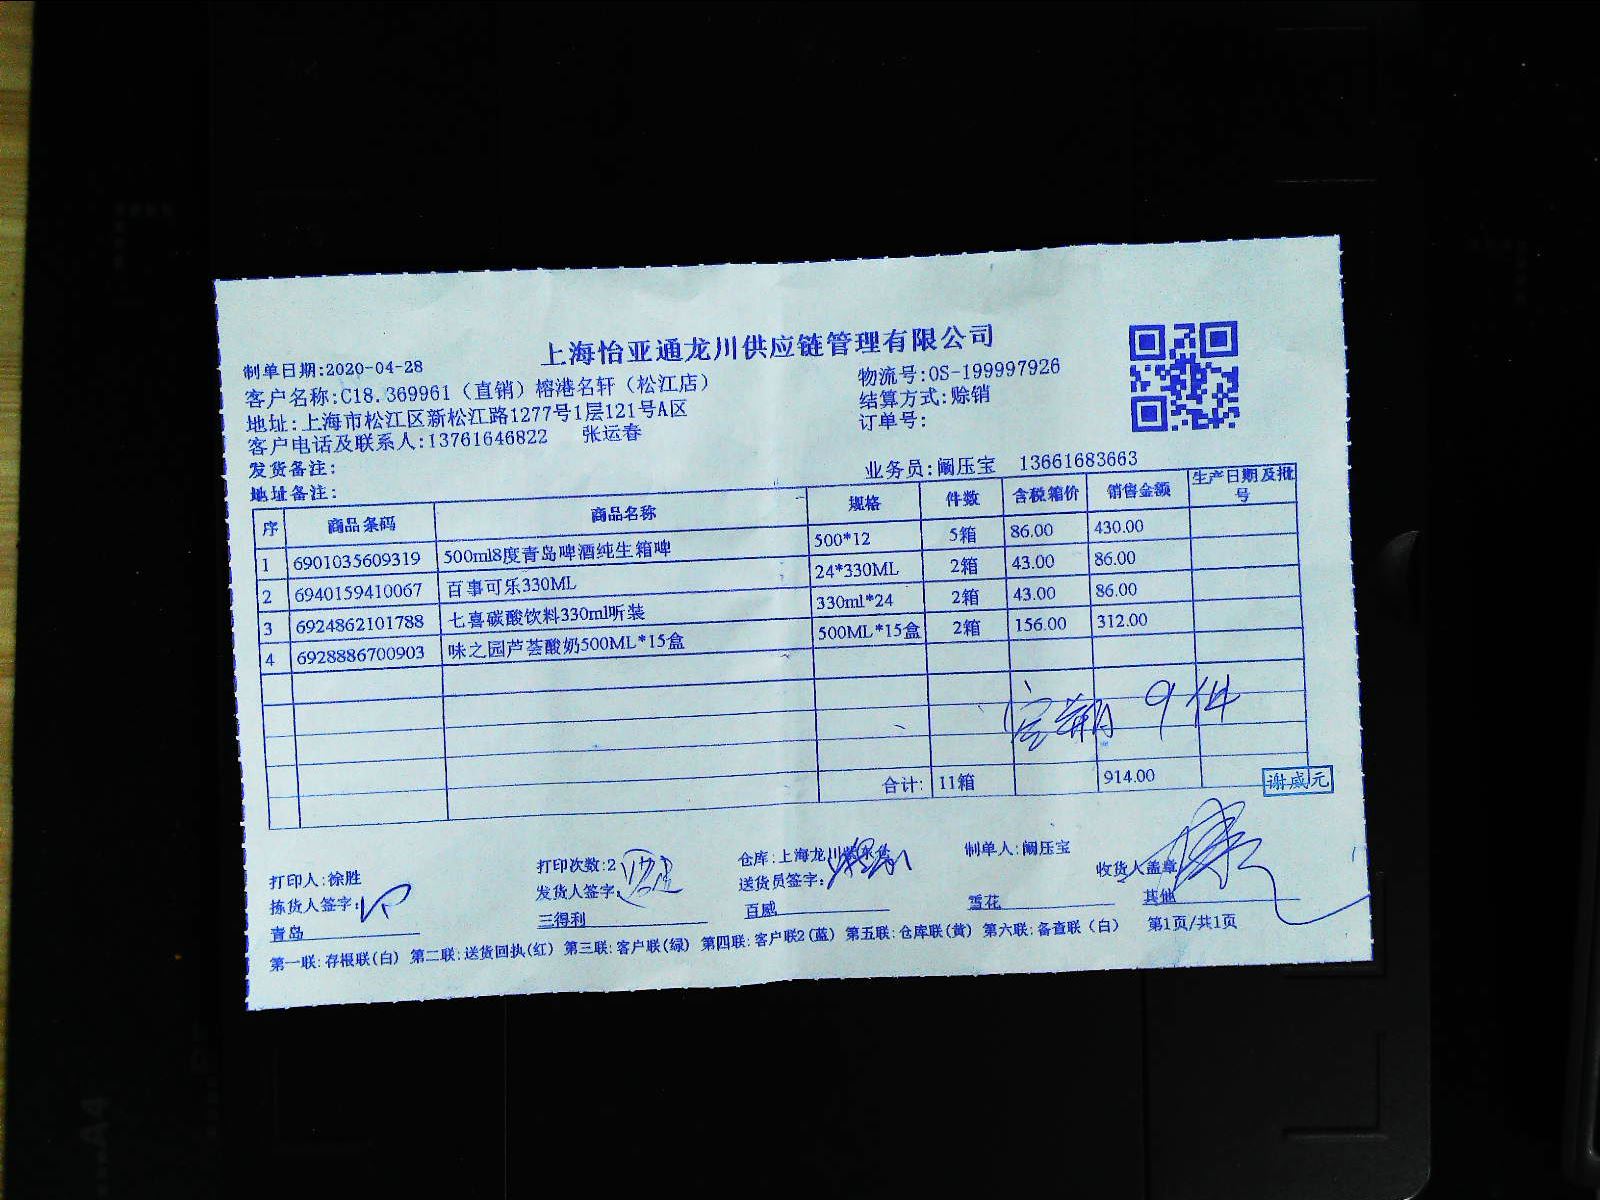 上海怡亚通龙川供应链管理有限公司
制单日期:2020-04-28
客户名称:C18.369961（直销）榕港名轩（松江店） 物流号:OS-199997926
地址:上海市松江区新松江路1277号1层121号A区 结算方式:赊销
客户电话及联系人:13761646822 张运春 订单号:
发货备注:
地址备注: 业务员:阚压宝 13661683663
序 商品条码 商品名称 规格 件数 含税箱价 销售金额 生产日期及批号
1 6901035609319 500ml8度青岛啤酒纯生箱啤 500*12 5箱 86.00 430.00
2 6940159410067 百事可乐330ML 24*330ML 2箱 43.00 86.00
3 6924862101788 七喜碳酸饮料330ml听装 330ml*24 2箱 43.00 86.00
4 6928886700903 味之园芦荟酸奶500ML*15盒 500ML*15盒 2箱 156.00 312.00
9件
合计: 11箱 914.00
谢威元
打印人:徐胜 打印次数:2 仓库:上海龙川 制单人:阚压宝
拣货人签字: 发货人签字: 送货员签字: 收货人盖章
青岛 三得利 百威 雪花 其他
第一联:存根联(白) 第二联:送货回执(红) 第三联:客户联(绿) 第四联:客户联2(蓝) 第五联:仓库联(黄) 第六联:备查联（白） 第1页/共1页
A4